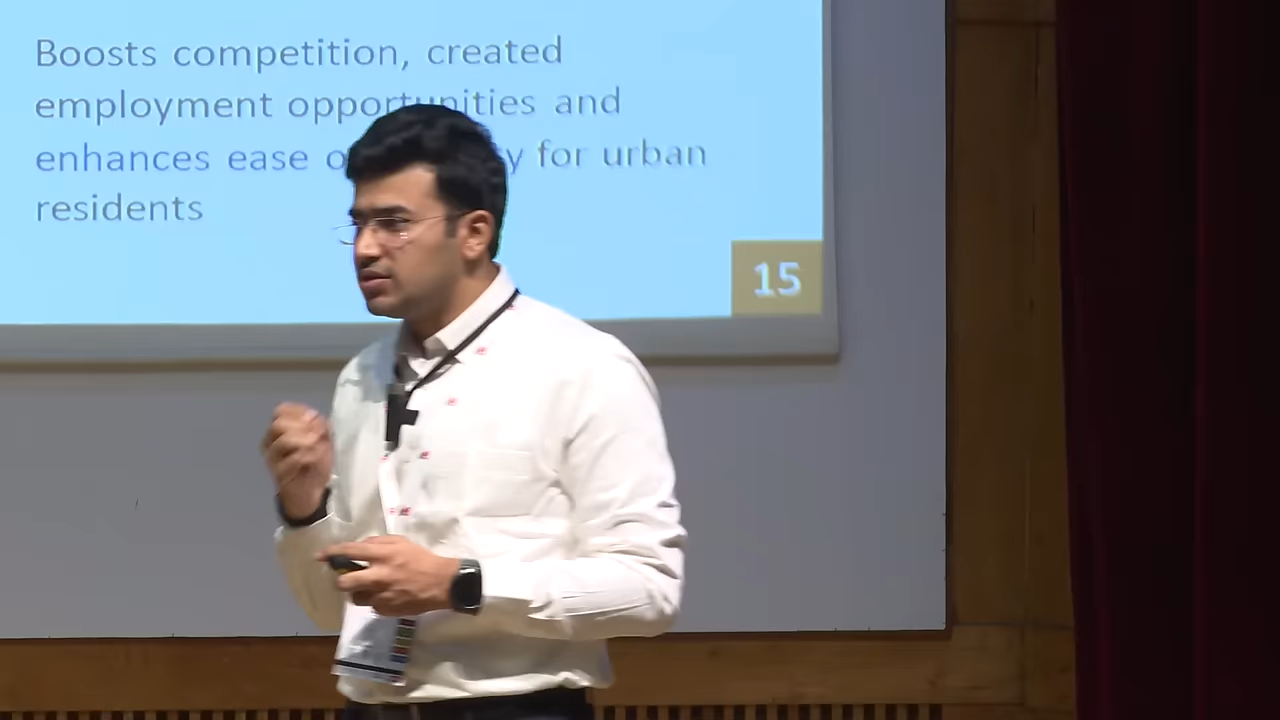 Boosts competition, created
employment opportunities and
enhances ease for urban
residents
15